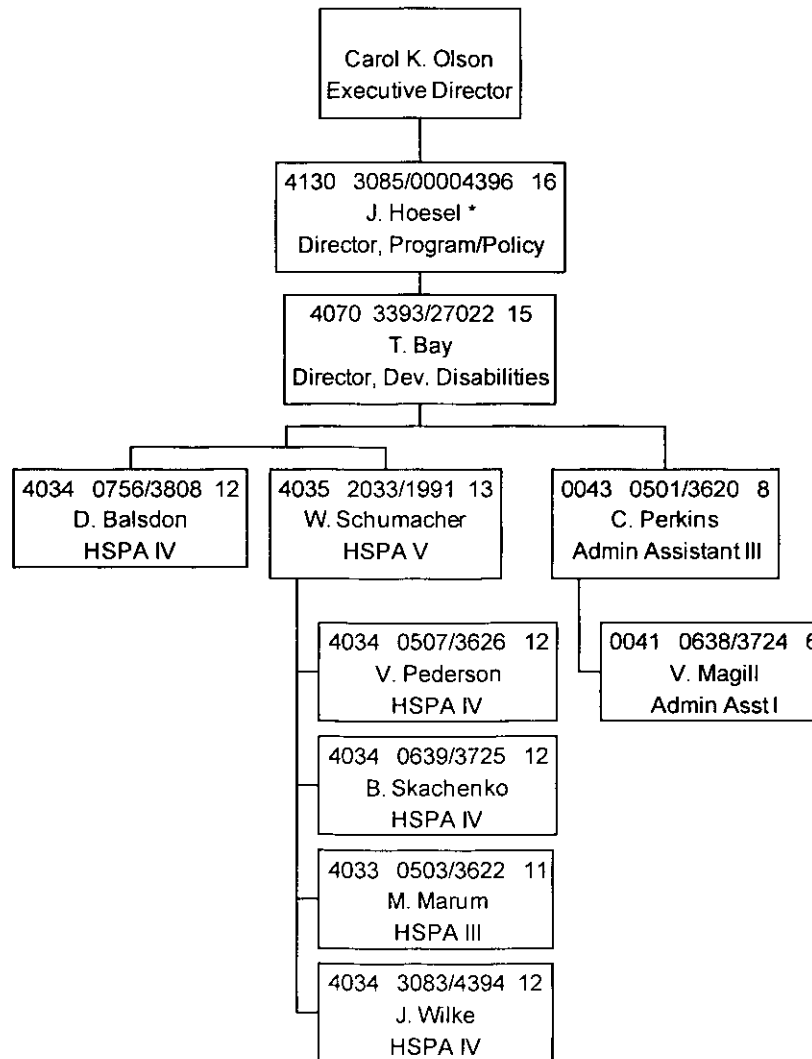 Carol K. Olson
Executive Director
4130 3085/00004396 16
J. Hoesel *
Director, Program/Policy
4070 3393/27022 15
T. Bay
Director, Dev. Disabilities
4034 0756/3808 12
D. Balsdon
HSPA IV
4035 2033/1991 13
W. Schumacher
HSPA V
0043 0501/3620 8
C. Perkins
Admin Assistant III
4034 0507/3626 12
V. Pederson
HSPA IV
0041 0638/3724 6
V. Magill
Admin Asst I
4034 0639/3725 12
B. Skachenko
HSPA IV
4033 0503/3622 11
M. Marum
HSPA III
4034 3083/4394 12
J. Wilke
HSPA IV